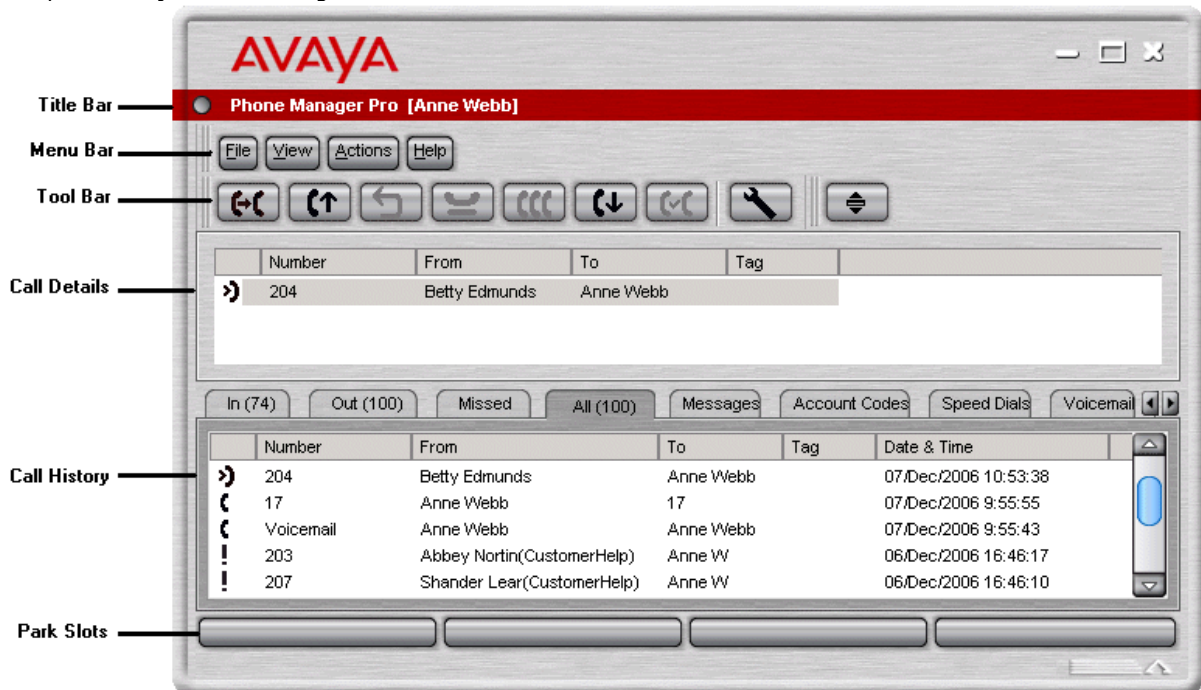 AVAYA
Title Bar
Phone Manager Pro [Anne Webb]
Menu Bar
File View Actions Help
Tool Bar
Call Details
Number From To Tag
204 Betty Edmunds Anne Webb
In (74) Out (100) Missed All (100) Messages Account Codes Speed Dials Voicemail
Call History
Number From To Tag Date & Time
204 Betty Edmunds Anne Webb 07/Dec/2006 10:53:38
17 Anne Webb 17 07/Dec/2006 9:55:55
Voicemail Anne Webb Anne Webb 07/Dec/2006 9:55:43
203 Abbey Nortin(CustomerHelp) Anne W 06/Dec/2006 16:46:17
207 Shander Lear(CustomerHelp) Anne W 06/Dec/2006 16:46:10
Park Slots